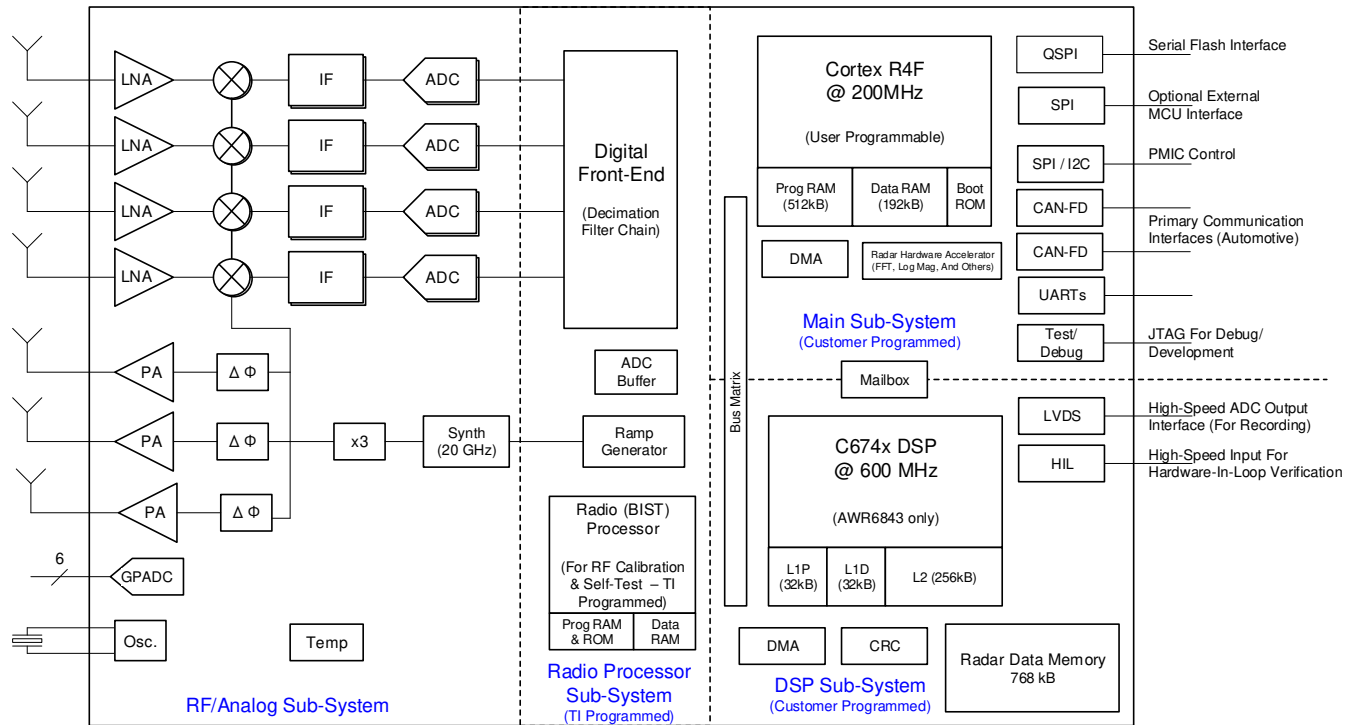 LNA
IF
ADC
LNA
IF
ADC
LNA
IF
ADC
LNA
IF
ADC
PA
Δ Φ
PA
Δ Φ
x3
Synth
(20 GHz)
PA
Δ Φ
6
GPADC
Osc.
Temp
RF/Analog Sub-System
Digital
Front-End
(Decimation
Filter Chain)
ADC
Buffer
Ramp
Generator
Radio (BIST)
Processor
(For RF Calibration
& Self-Test – TI
Programmed)
Prog RAM
& ROM
Data
RAM
Radio Processor
Sub-System
(TI Programmed)
Bus Matrix
Cortex R4F
@ 200MHz
(User Programmable)
Prog RAM
(512kB)
Data RAM
(192kB)
Boot
ROM
DMA
Radar Hardware Accelerator
(FFT, Log Mag, And Others)
Main Sub-System
(Customer Programmed)
Mailbox
C674x DSP
@ 600 MHz
(AWR6843 only)
L1P
(32kB)
L1D
(32kB)
L2 (256kB)
DMA
CRC
DSP Sub-System
(Customer Programmed)
Radar Data Memory
768 kB
QSPI
Serial Flash Interface
SPI
Optional External
MCU Interface
SPI / I2C
PMIC Control
CAN-FD
Primary Communication
Interfaces (Automotive)
CAN-FD
UARTs
Test/
Debug
JTAG For Debug/
Development
LVDS
High-Speed ADC Output
Interface (For Recording)
HIL
High-Speed Input For
Hardware-In-Loop Verification